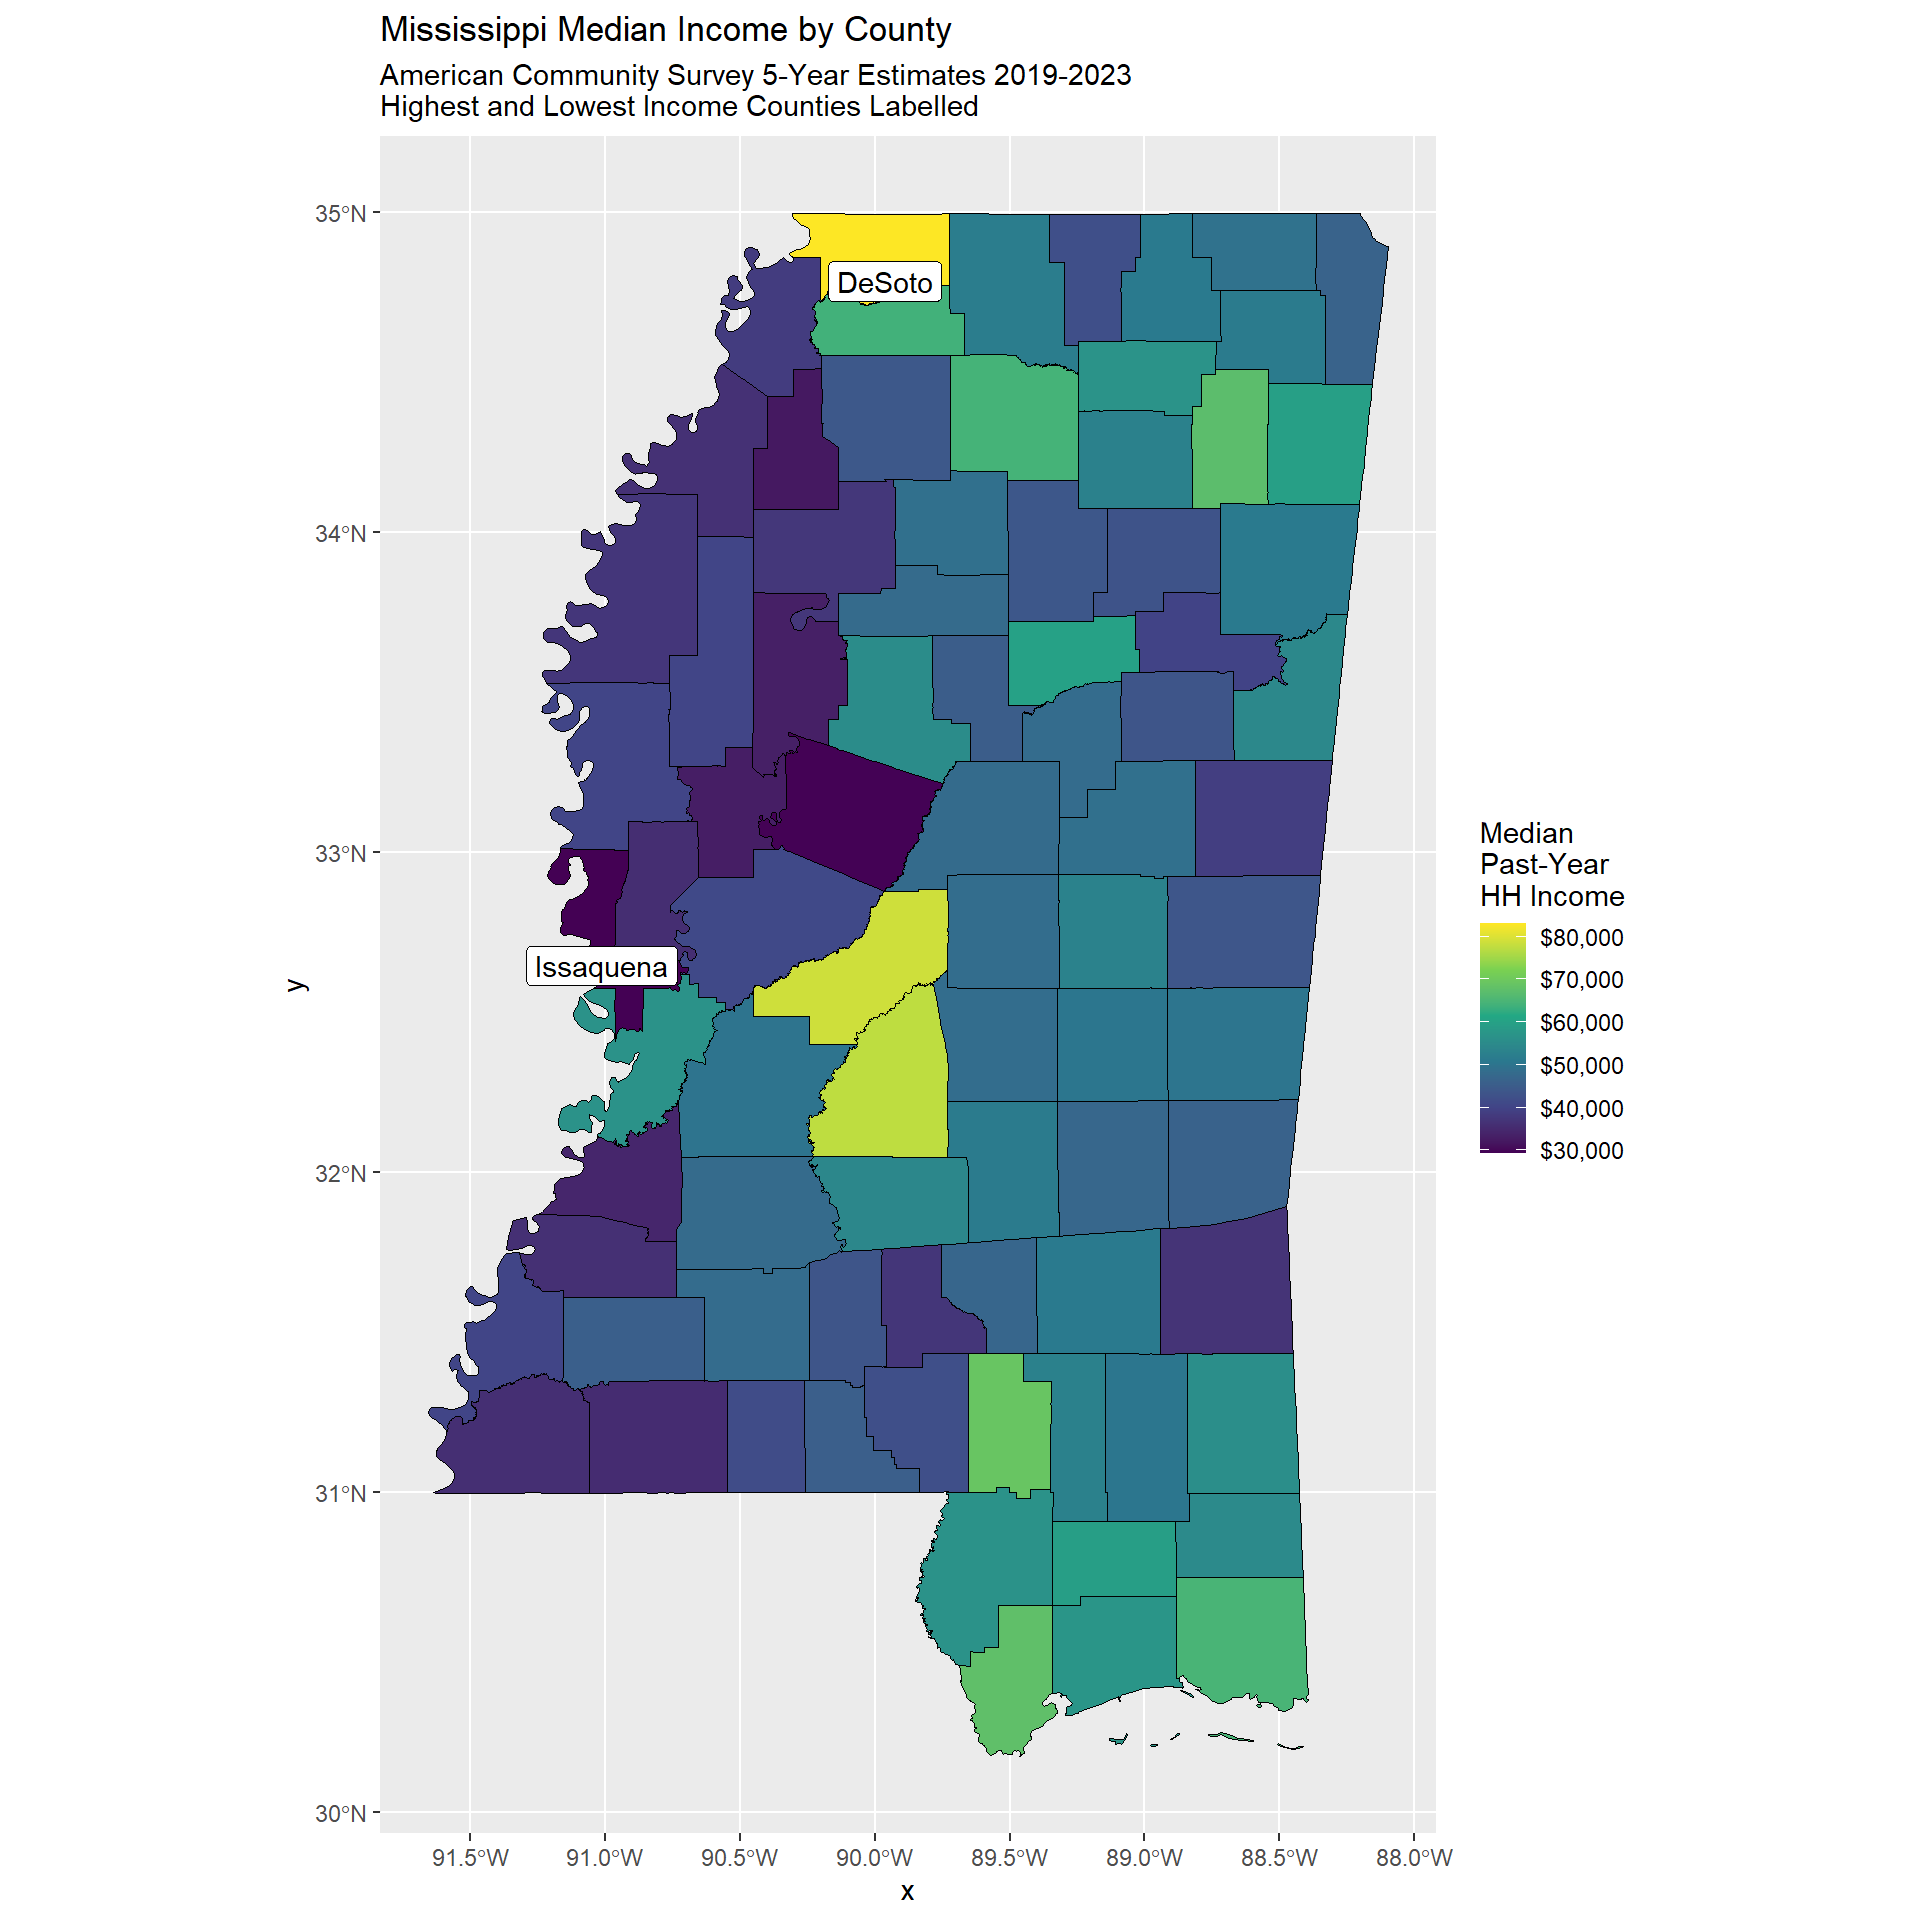 Mississippi Median Income by County
American Community Survey 5-Year Estimates 2019-2023
Highest and Lowest Income Counties Labelled
35°N
34°N
33°N
32°N
31°N
30°N
y
DeSoto
Issaquena
91.5°W
91.0°W
90.5°W
90.0°W
89.5°W
89.0°W
88.5°W
88.0°W
x
Median
Past-Year
HH Income
$80,000
$70,000
$60,000
$50,000
$40,000
$30,000